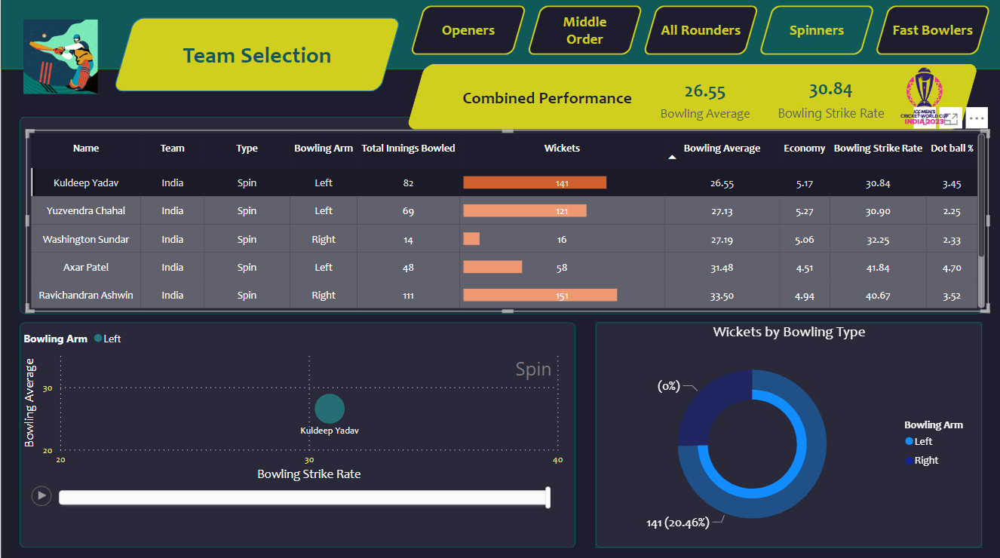 Team Selection
Openers
Middle
Order
All Rounders
Spinners
Fast Bowlers
Combined Performance
26.55
Bowling Average
30.84
Bowling Strike Rate
ICC MEN'S
CRICKET WORLD CUP
INDIA 2023
Name Team Type Bowling Arm Total Innings Bowled Wickets Bowling Average Economy Bowling Strike Rate Dot ball %
Kuldeep Yadav India Spin Left 82 141 26.55 5.17 30.84 3.45
Yuzvendra Chahal India Spin Left 69 121 27.13 5.27 30.90 2.25
Washington Sundar India Spin Right 14 16 27.19 5.06 32.25 2.33
Axar Patel India Spin Left 48 58 31.48 4.51 41.84 4.70
Ravichandran Ashwin India Spin Right 111 151 33.50 4.94 40.67 3.52
Bowling Arm Left
Spin
Bowling Average
30
20
Kuldeep Yadav
20 30 40
Bowling Strike Rate
Wickets by Bowling Type
(0%)
141 (20.46%)
Bowling Arm
Left
Right